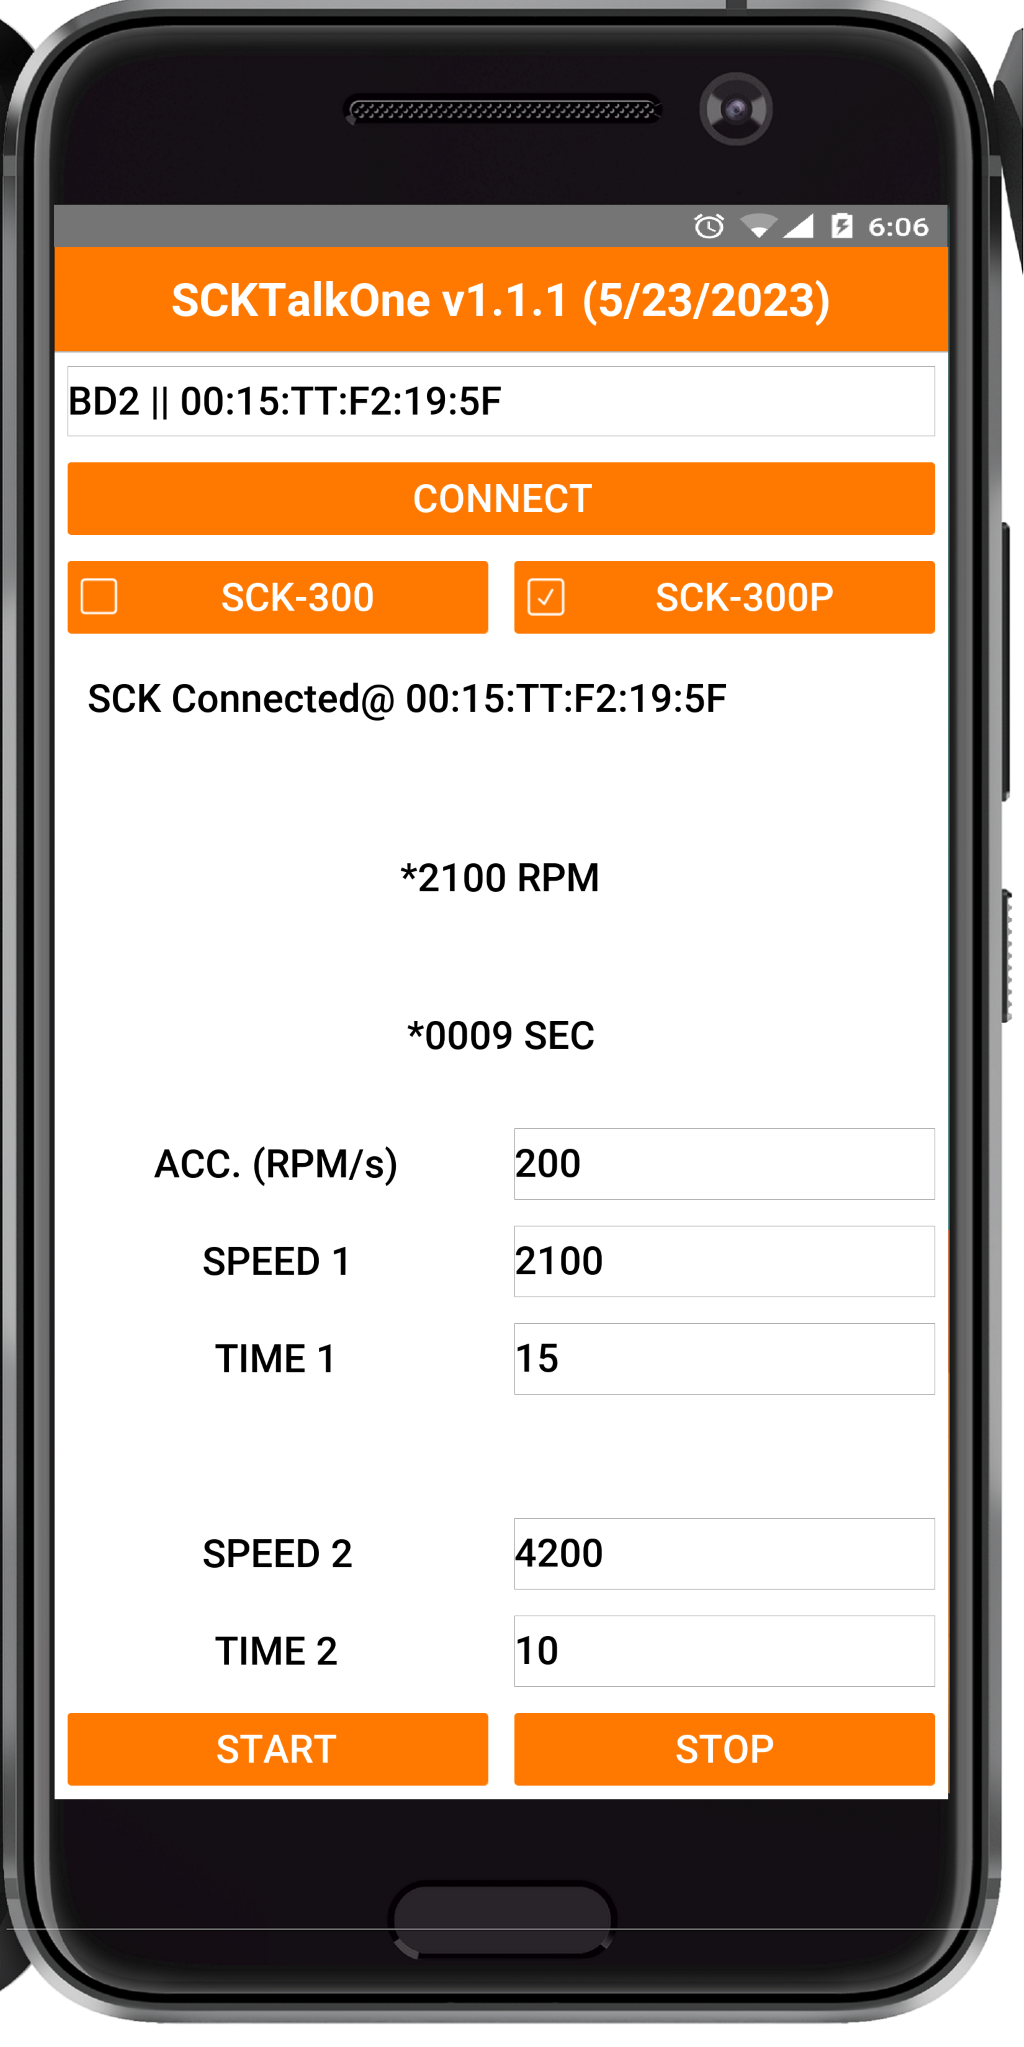 6:06
SCKTalkOne v1.1.1 (5/23/2023)
BD2 || 00:15:TT:F2:19:5F
CONNECT
SCK-300 SCK-300P
SCK Connected@ 00:15:TT:F2:19:5F
*2100 RPM
*0009 SEC
ACC. (RPM/s) 200
SPEED 1 2100
TIME 1 15
SPEED 2 4200
TIME 2 10
START STOP